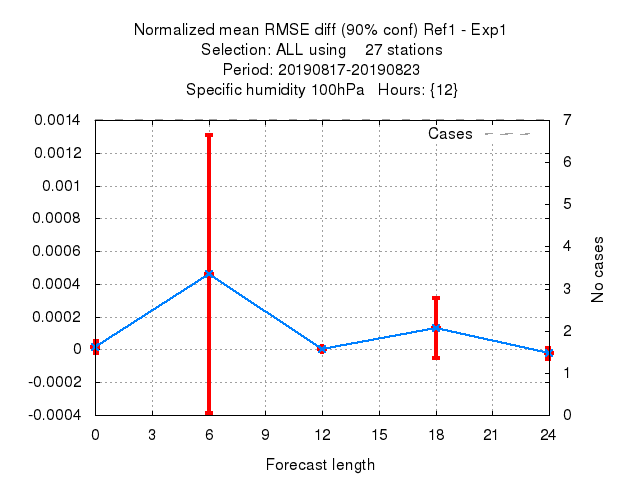 Normalized mean RMSE diff (90% conf) Ref1 - Exp1
Selection: ALL using    27 stations
Period: 20190817-20190823
Specific humidity 100hPa   Hours: {12}
0.0014
0.0012
0.001
0.0008
0.0006
0.0004
0.0002
0
-0.0002
-0.0004
Cases
7
6
5
4
3
2
1
0
No cases
0 3 6 9 12 15 18 21 24
Forecast length